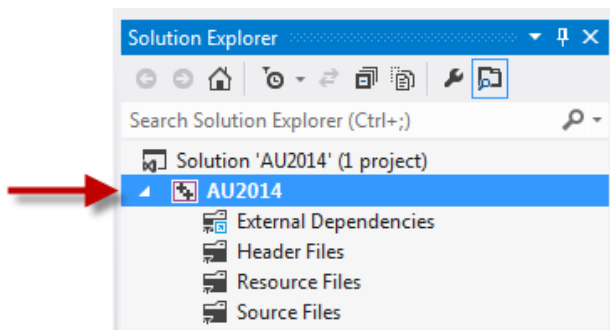 Solution Explorer
Search Solution Explorer (Ctrl+;)
Solution 'AU2014' (1 project)
AU2014
External Dependencies
Header Files
Resource Files
Source Files